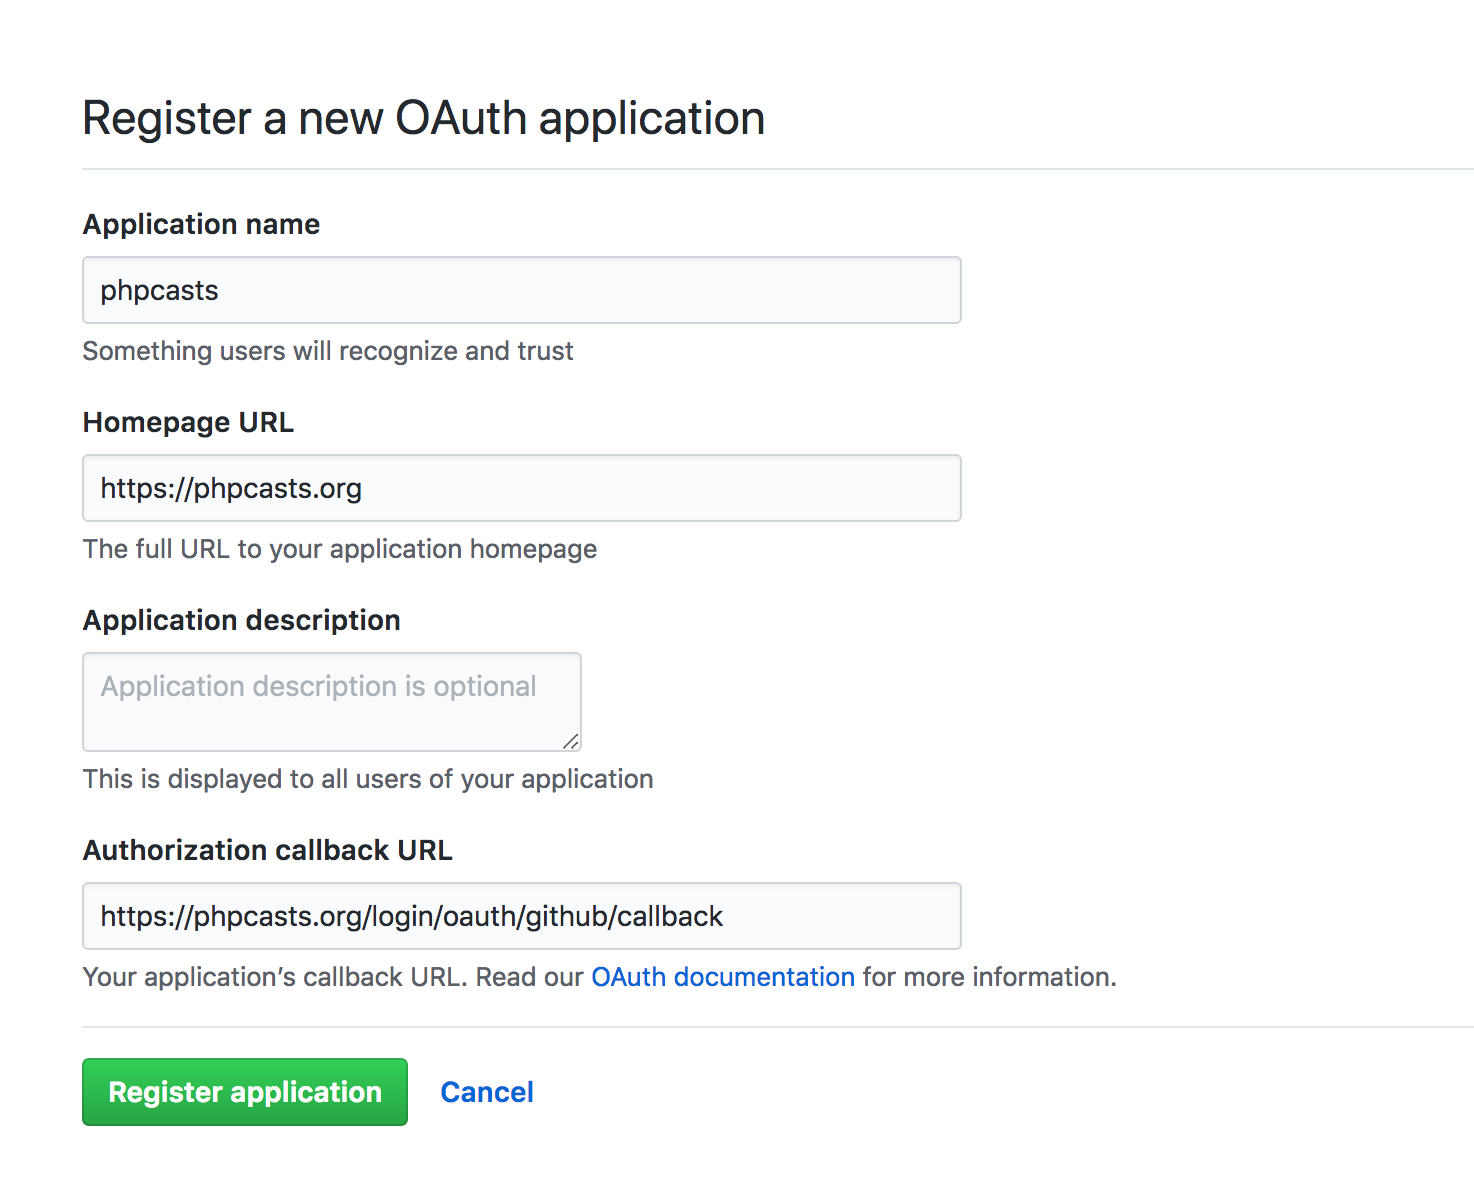 Register a new OAuth application
Application name
phpcasts
Something users will recognize and trust
Homepage URL
https://phpcasts.org
The full URL to your application homepage
Application description
Application description is optional
This is displayed to all users of your application
Authorization callback URL
https://phpcasts.org/login/oauth/github/callback
Your application’s callback URL. Read our OAuth documentation for more information.
Register application Cancel